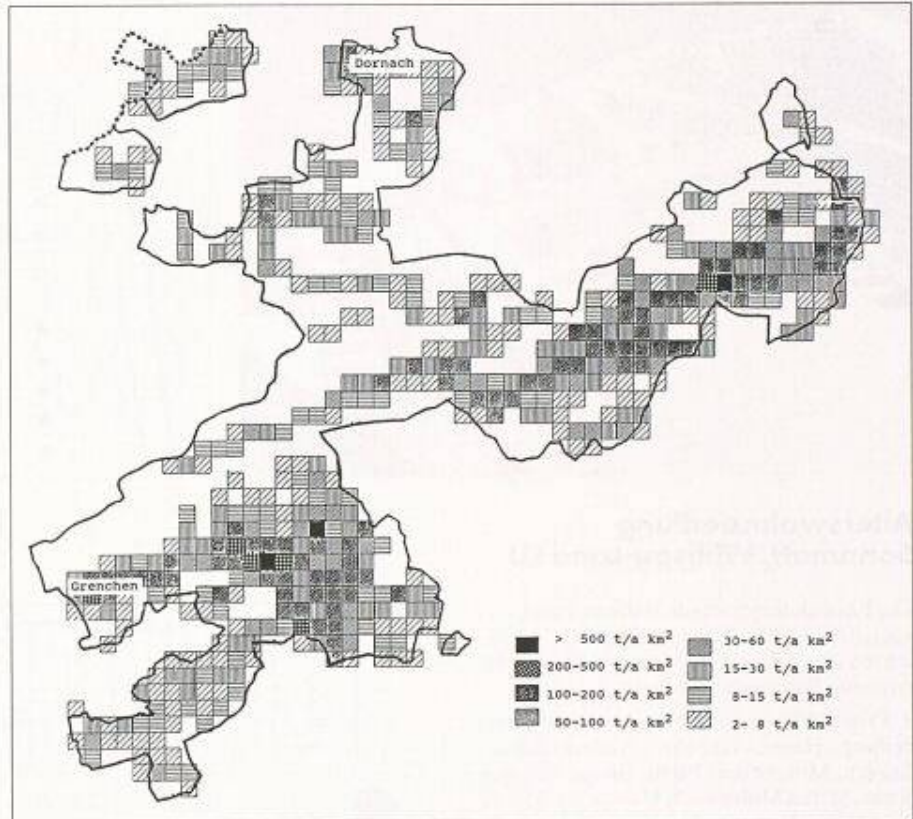 Dornach
Grenchen
> 500 t/a km²
200-500 t/a km²
100-200 t/a km²
50-100 t/a km²
30-60 t/a km²
15-30 t/a km²
8-15 t/a km²
2- 8 t/a km²